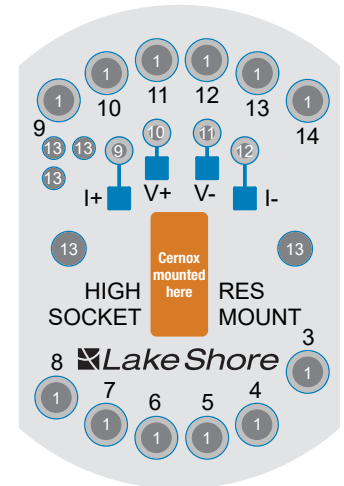 1 1 1 1 1 1
9 10 11 12 13 14
13 13 9 10 11 12
13
I+ V+ V- I-
13 13
Cernox
mounted
here
HIGH RES
SOCKET MOUNT
LakeShore
3
8 7 6 5 4
1 1 1 1 1 1